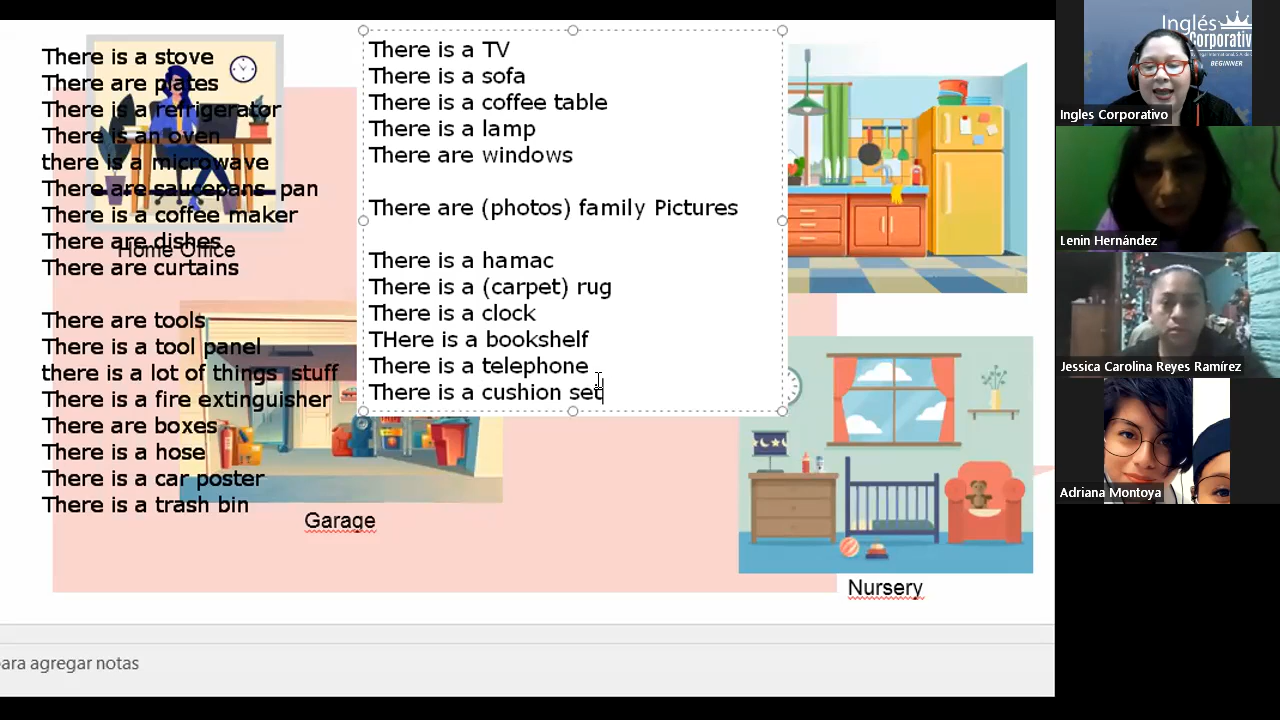 There is a stove
There are plates
There is a refrigerator
There is an oven
there is a microwave
There are saucepans  pan
There is a coffee maker
There are dishes
Home Office
There are curtains
There are tools
There is a tool panel
there is a lot of things  stuff
There is a fire extinguisher
There are boxes
There is a hose
There is a car poster
There is a trash bin
Garage
There is a TV
There is a sofa
There is a coffee table
There is a lamp
There are windows
There are (photos) family Pictures
There is a hamac
There is a (carpet) rug
There is a clock
THere is a bookshelf
There is a telephone
There is a cushion set
Nursery
ara agregar notas
Inglés
Corporativ
BEGINNER
Ingles Corporativo
Lenin Hernández
Jessica Carolina Reyes Ramírez
Adriana Montoya